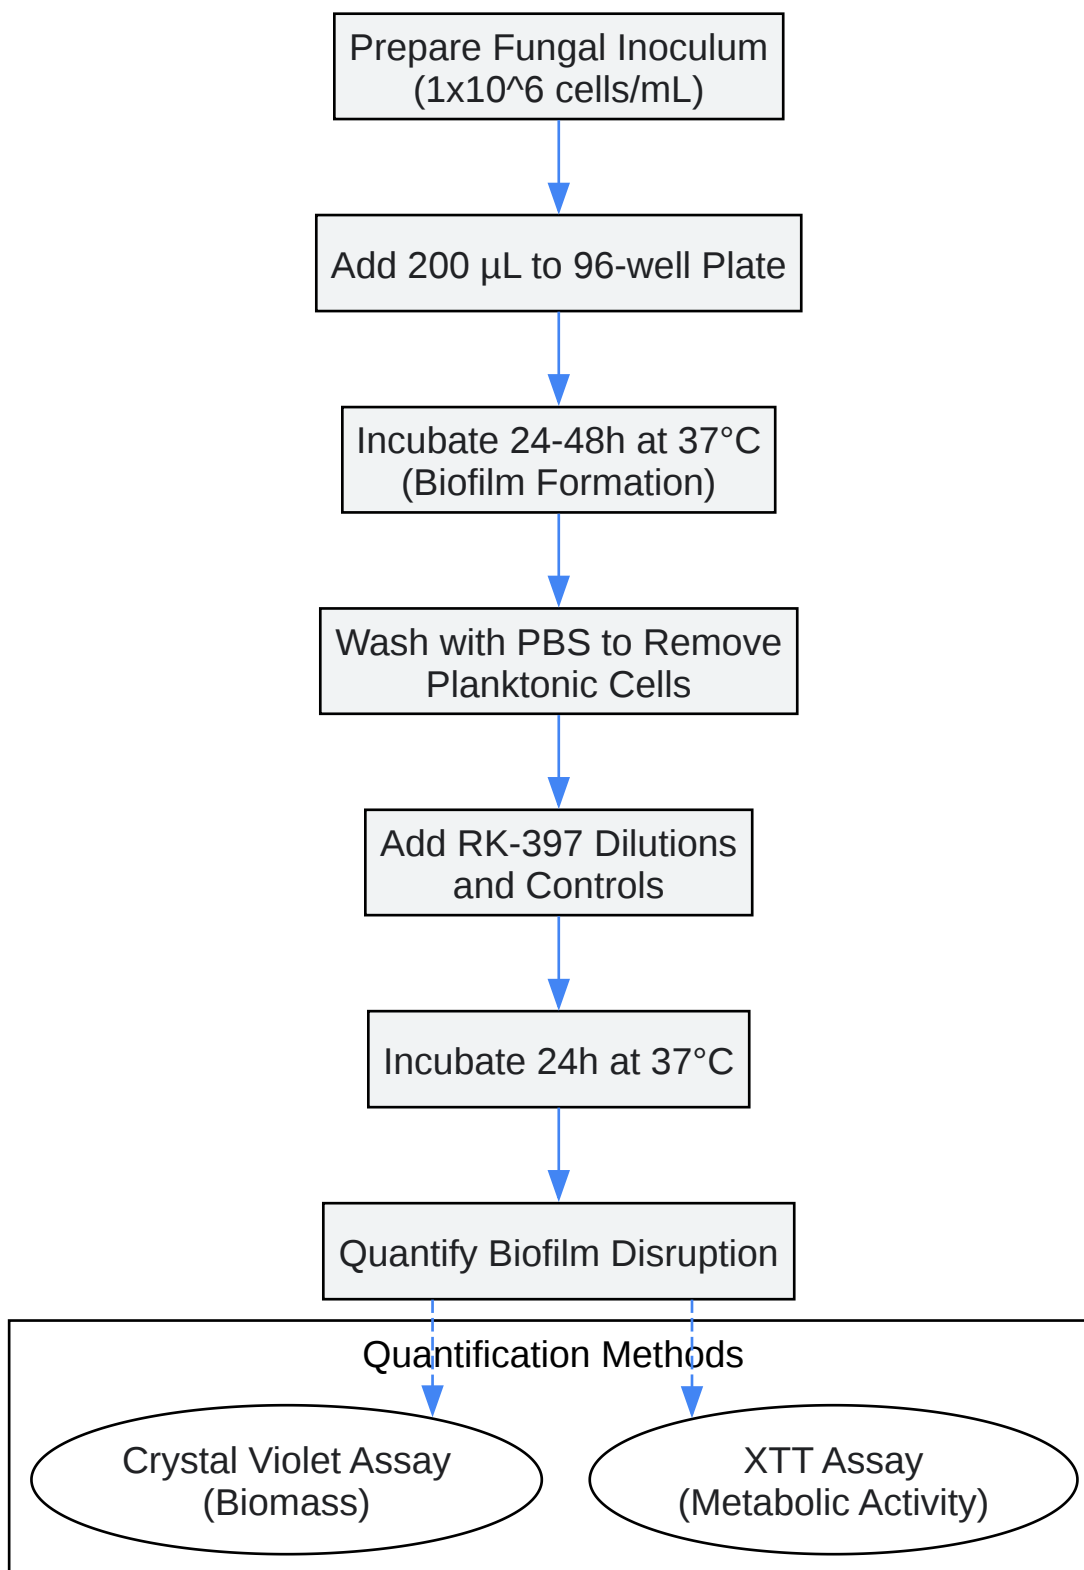 Prepare Fungal Inoculum
(1x10^6 cells/mL)
Add 200 µL to 96-well Plate
Incubate 24-48h at 37°C
(Biofilm Formation)
Wash with PBS to Remove
Planktonic Cells
Add RK-397 Dilutions
and Controls
Incubate 24h at 37°C
Quantify Biofilm Disruption
Quantification Methods
Crystal Violet Assay
(Biomass)
XTT Assay
(Metabolic Activity)